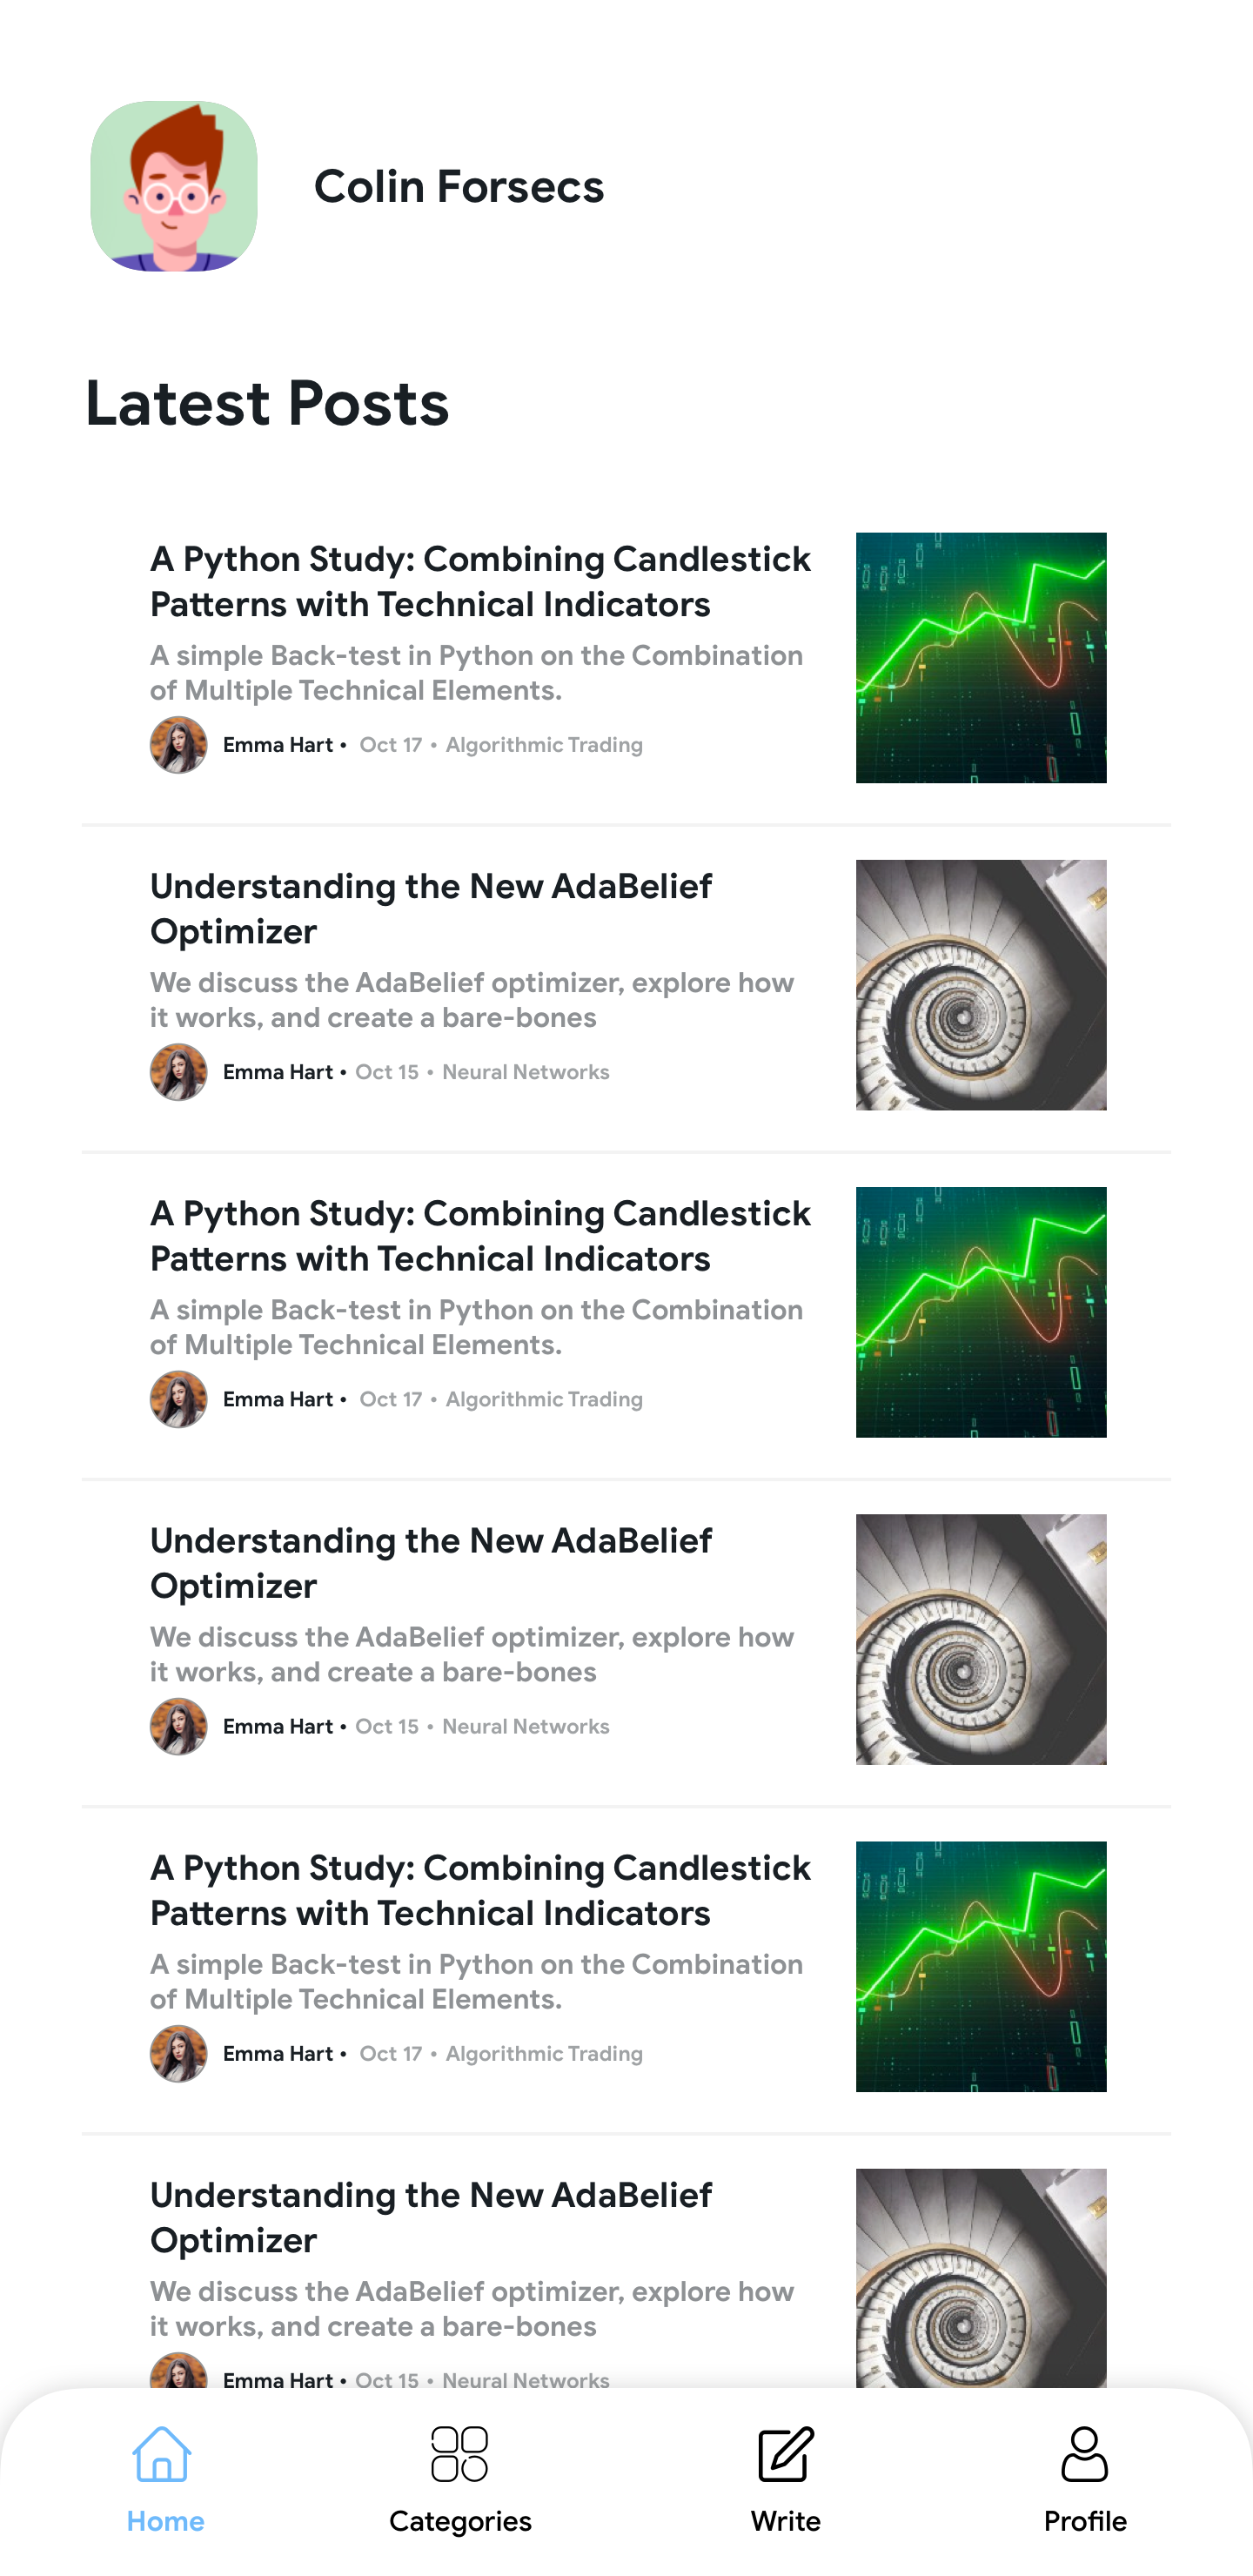 Colin Forsecs
Latest Posts
A Python Study: Combining Candlestick
Patterns with Technical Indicators
A simple Back-test in Python on the Combination
of Multiple Technical Elements.
Emma Hart • Oct 17 • Algorithmic Trading
Understanding the New AdaBelief
Optimizer
We discuss the AdaBelief optimizer, explore how
it works, and create a bare-bones
Emma Hart • Oct 15 • Neural Networks
A Python Study: Combining Candlestick
Patterns with Technical Indicators
A simple Back-test in Python on the Combination
of Multiple Technical Elements.
Emma Hart • Oct 17 • Algorithmic Trading
Understanding the New AdaBelief
Optimizer
We discuss the AdaBelief optimizer, explore how
it works, and create a bare-bones
Emma Hart • Oct 15 • Neural Networks
A Python Study: Combining Candlestick
Patterns with Technical Indicators
A simple Back-test in Python on the Combination
of Multiple Technical Elements.
Emma Hart • Oct 17 • Algorithmic Trading
Understanding the New AdaBelief
Optimizer
We discuss the AdaBelief optimizer, explore how
it works, and create a bare-bones
Emma Hart • Oct 15 • Neural Networks
Home Categories Write Profile